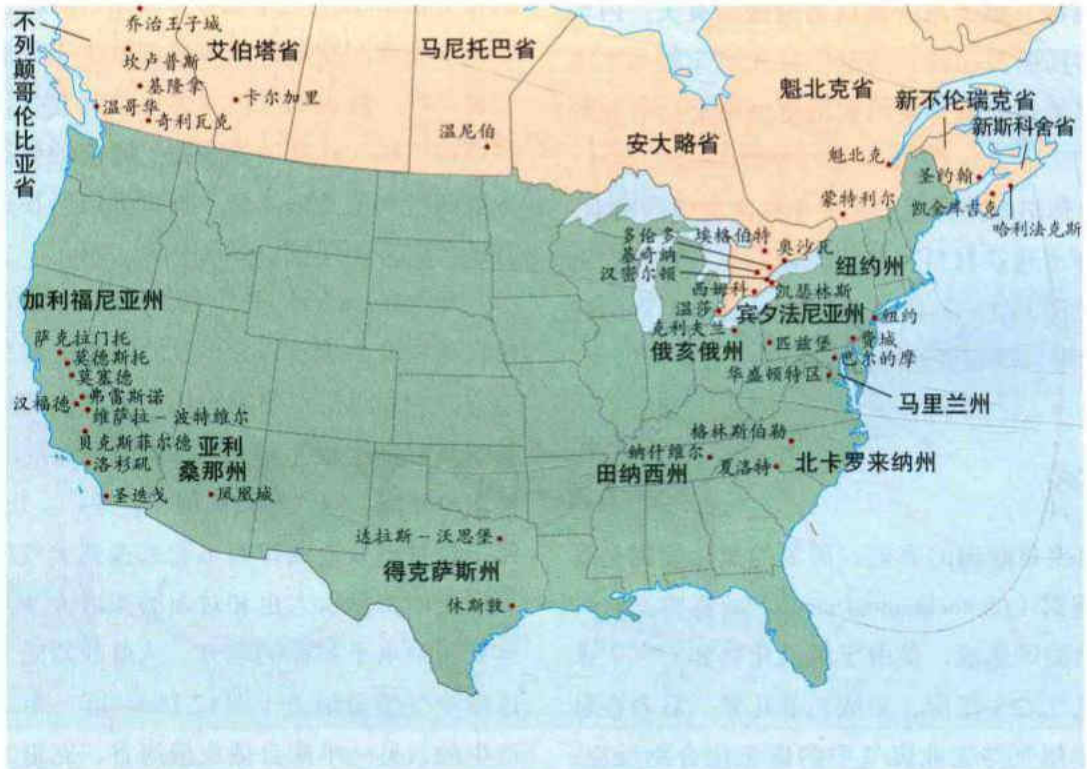 不列颠哥伦比亚省
乔治王子城
坎卢普斯
基隆拿
温哥华
奇利瓦克
艾伯塔省
卡尔加里
马尼托巴省
温尼伯
安大略省
魁北克省
魁北克
蒙特利尔
新不伦瑞克省
新斯科舍省
圣约翰
哈利法克斯
多伦多
埃格伯特
基奇纳
奥沙瓦
汉密尔顿
西姆科
凯瑟林斯
温莎
克利夫兰
纽约州
宾夕法尼亚州
纽约
俄亥俄州
匹兹堡
费城
巴尔的摩
华盛顿特区
马里兰州
加利福尼亚州
萨克拉门托
莫德斯托
莫塞德
弗雷斯诺
汉福德
维萨拉-波特维尔
贝克斯菲尔德
洛杉矶
圣迭戈
亚利
桑那州
凤凰城
格林斯伯勒
纳什维尔
田纳西州
夏洛特
北卡罗来纳州
达拉斯-沃思堡
得克萨斯州
休斯敦